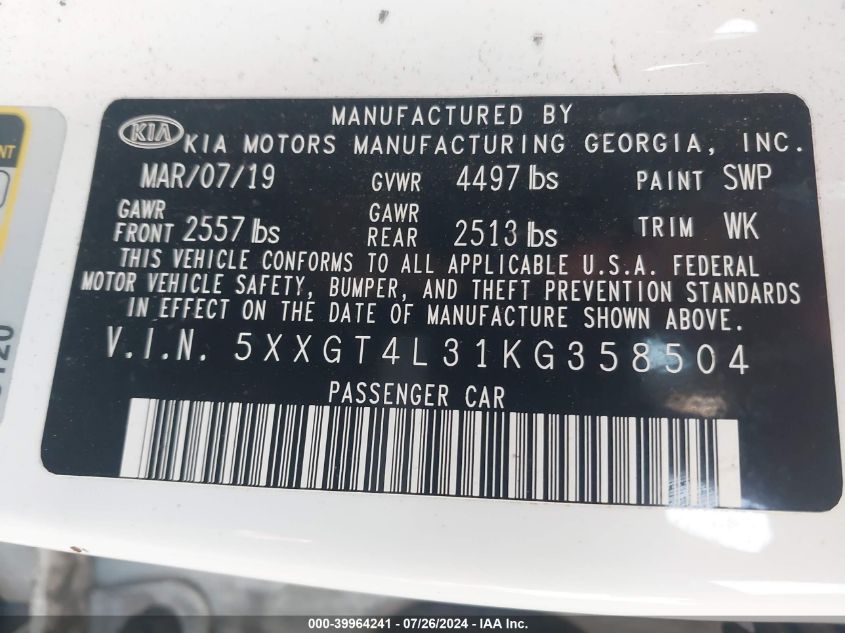 MANUFACTURED BY
KIA KIA MOTORS MANUFACTURING GEORGIA, INC.
MAR/07/19 GVWR 4497 lbs PAINT SWP
GAWR FRONT 2557 lbs GAWR REAR 2513 lbs TRIM WK
THIS VEHICLE CONFORMS TO ALL APPLICABLE U.S.A. FEDERAL
MOTOR VEHICLE SAFETY, BUMPER, AND THEFT PREVENTION STANDARDS
IN EFFECT ON THE DATE OF MANUFACTURE SHOWN ABOVE.
V.I.N. 5XXGT4L31KG358504
PASSENGER CAR
000-39964241 / 07/26/2024 - IAA Inc.